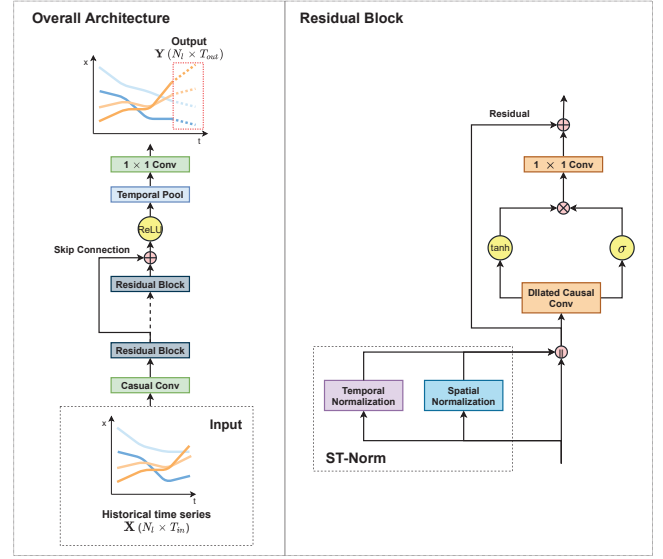 Overall Architecture
Output
Y (N_l × T_out)
x
t
1 × 1 Conv
Temporal Pool
ReLU
Skip Connection
Residual Block
Residual Block
Casual Conv
Input
x
t
Historical time series
X (N_l × T_in)
Residual Block
Residual
1 × 1 Conv
tanh
σ
DIlated Causal
Conv
||
Temporal
Normalization
Spatial
Normalization
ST-Norm